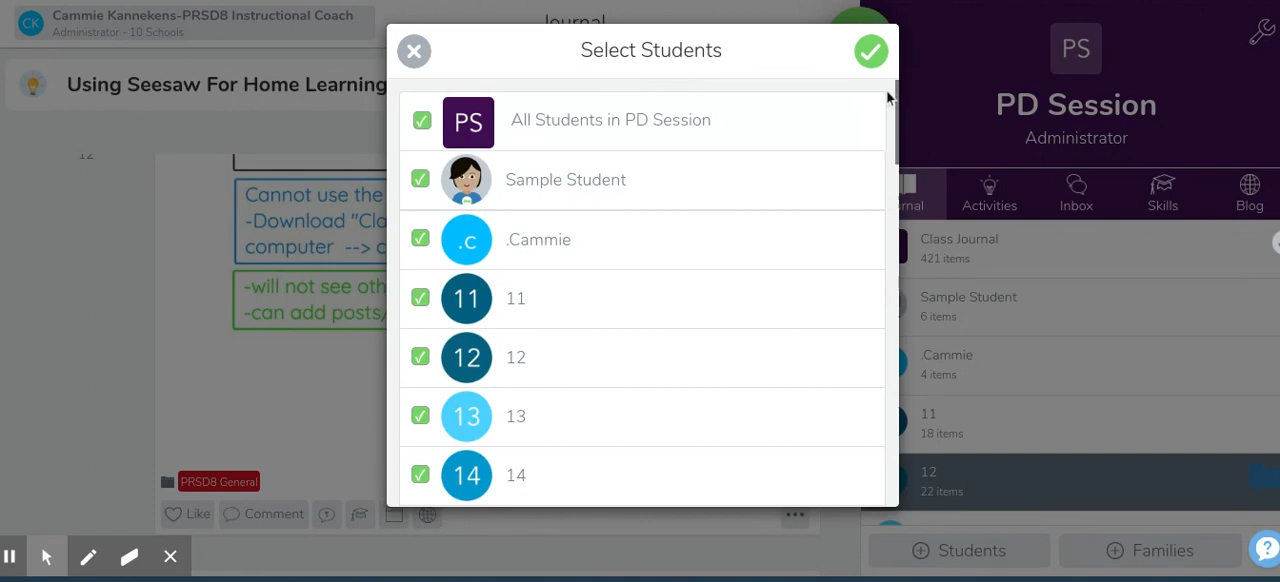 CK
Cammie Kannekens-PRSD8 Instructional Coach
Administrator - 10 Schools
Journal
Using Seesaw For Home Learning
12
Cannot use the
-Download "Cla
computer --> c
-will not see oth
-can add posts/
PRSD8 General
Like
Comment
Select Students
PS
All Students in PD Session
Sample Student
.c
.Cammie
11
11
12
12
13
13
14
14
PS
PD Session
Administrator
rnal
Activities
Inbox
Skills
Blog
Class Journal
421 items
Sample Student
6 items
.Cammie
4 items
11
18 items
12
22 items
Students
Families
?